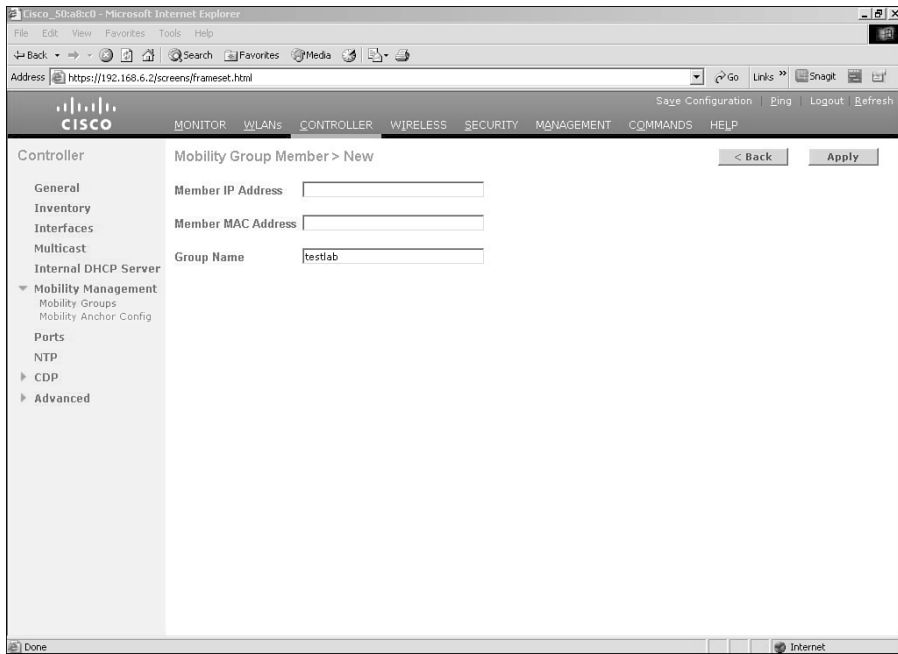 Cisco_50:a8:c0 - Microsoft Internet Explorer
File Edit View Favorites Tools Help
Back Search Favorites Media
Address https://192.168.6.2/screens/frameset.html Go Links » Snagit
Save Configuration | Ping | Logout | Refresh
CISCO MONITOR WLANs CONTROLLER WIRELESS SECURITY MANAGEMENT COMMANDS HELP
Controller
General
Inventory
Interfaces
Multicast
Internal DHCP Server
Mobility Management
Mobility Groups
Mobility Anchor Config
Ports
NTP
CDP
Advanced
Mobility Group Member > New
< Back Apply
Member IP Address
Member MAC Address
Group Name testlab
Done Internet